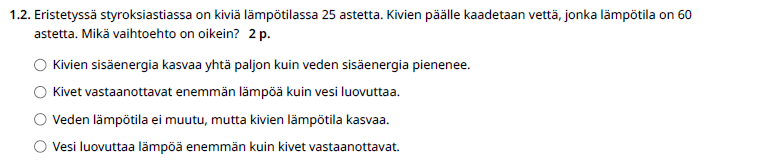 1.2. Eristetyssä styroksiastiassa on kiviä lämpötilassa 25 astetta. Kivien päälle kaadetaan vettä, jonka lämpötila on 60
astetta. Mikä vaihtoehto on oikein? 2 p.
Kivien sisäenergia kasvaa yhtä paljon kuin veden sisäenergia pienenee.
Kivet vastaanottavat enemmän lämpöä kuin vesi luovuttaa.
Veden lämpötila ei muutu, mutta kivien lämpötila kasvaa.
Vesi luovuttaa lämpöä enemmän kuin kivet vastaanottavat.